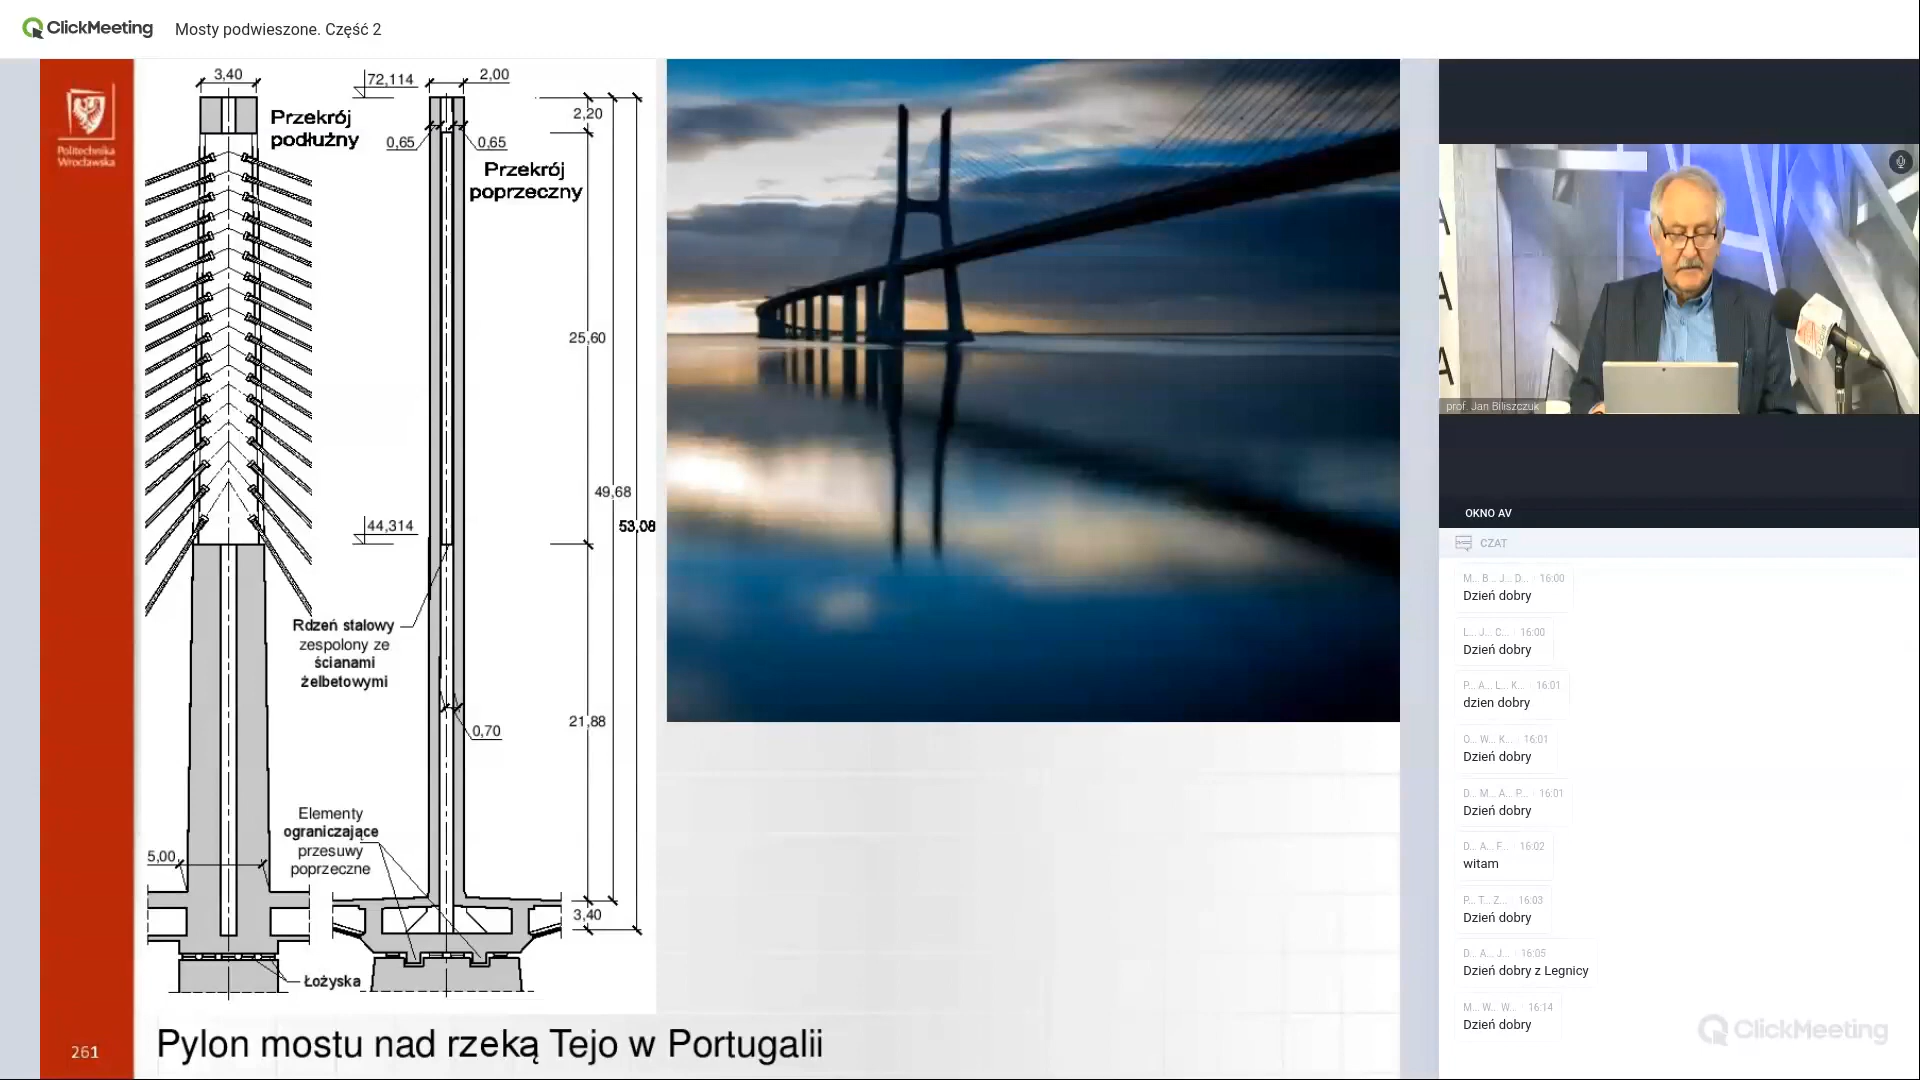 ClickMeeting
Mosty podwieszone. Część 2
Politechnika
Wrocławska
3,40
72,114
2,00
Przekrój
podłużny
2,20
0,65
0,65
Przekrój
poprzeczny
25,60
49,68
53,08
44,314
Rdzeń stalowy
zespolony ze
ścianami
żelbetowymi
21,88
0,70
Elementy
ograniczające
przesuwy
poprzeczne
5,00
3,40
Łożyska
261
Pylon mostu nad rzeką Tejo w Portugalii
A
A
A
prof. Jan Biliszczuk
OKNO AV
CZAT
M... B... J... D... 16:00
Dzień dobry
L... J... C... 16:00
Dzień dobry
P... A... L... K... 16:01
dzien dobry
O... W... K... 16:01
Dzień dobry
D... M... A... P... 16:01
Dzień dobry
D... A... F... 16:02
witam
P... T... Z... 16:03
Dzień dobry
D... A... J... 16:05
Dzień dobry z Legnicy
M... W... W... 16:14
Dzień dobry
ClickMeeting